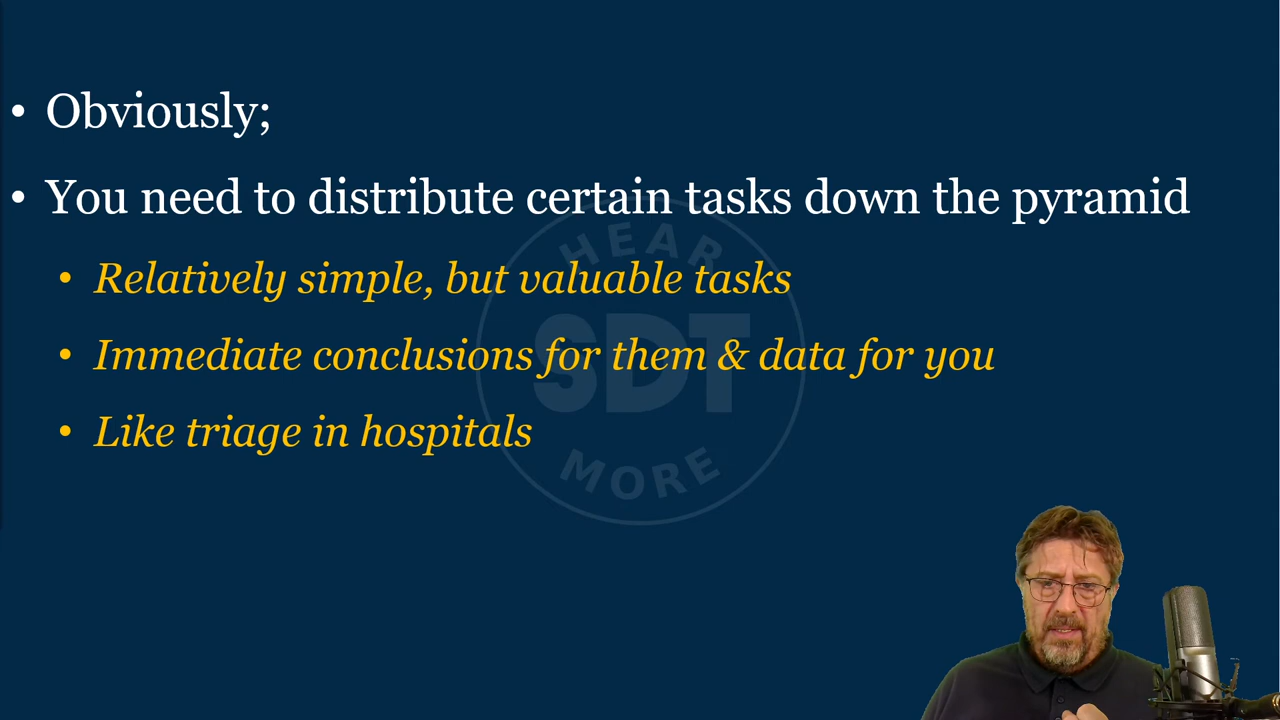 • Obviously;
• You need to distribute certain tasks down the pyramid
• Relatively simple, but valuable tasks
• Immediate conclusions for them & data for you
• Like triage in hospitals
HEAR
SDT
MORE